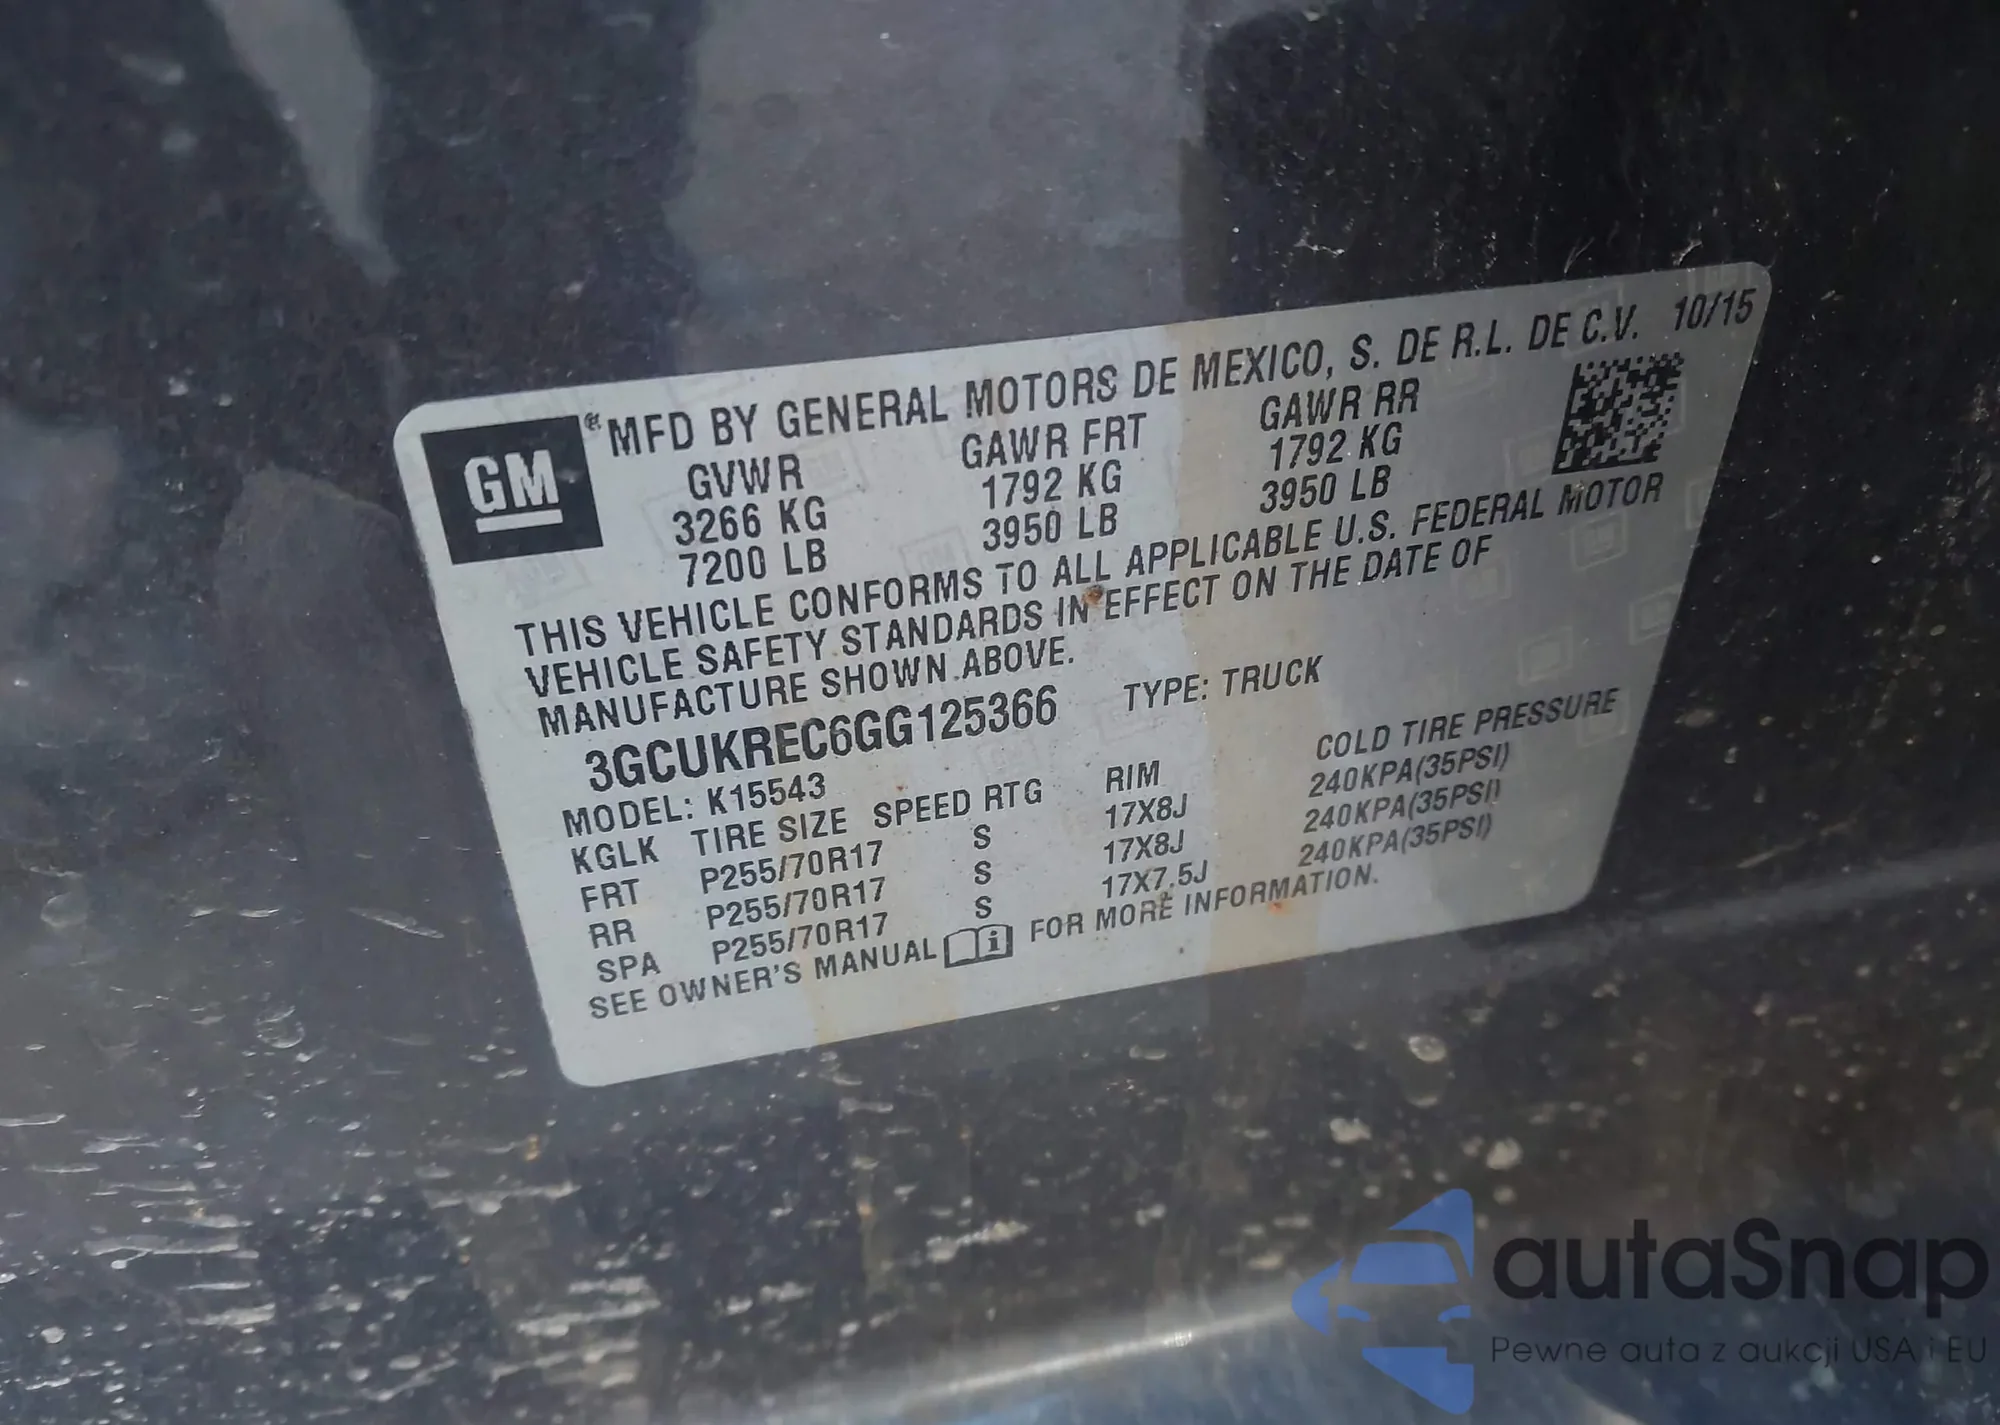 GM
® MFD BY GENERAL MOTORS DE MEXICO, S. DE R.L. DE C.V. 10/15
GVWR GAWR FRT GAWR RR
3266 KG 1792 KG 1792 KG
7200 LB 3950 LB 3950 LB
THIS VEHICLE CONFORMS TO ALL APPLICABLE U.S. FEDERAL MOTOR
VEHICLE SAFETY STANDARDS IN EFFECT ON THE DATE OF
MANUFACTURE SHOWN ABOVE.
3GCUKREC6GG125366 TYPE: TRUCK
MODEL: K15543
KGLK TIRE SIZE SPEED RTG RIM COLD TIRE PRESSURE
FRT P255/70R17 S 17X8J 240KPA(35PSI)
RR P255/70R17 S 17X8J 240KPA(35PSI)
SPA P255/70R17 S 17X7.5J 240KPA(35PSI)
SEE OWNER'S MANUAL i FOR MORE INFORMATION.
autaSnap
Pewne auta z aukcji USA i EU